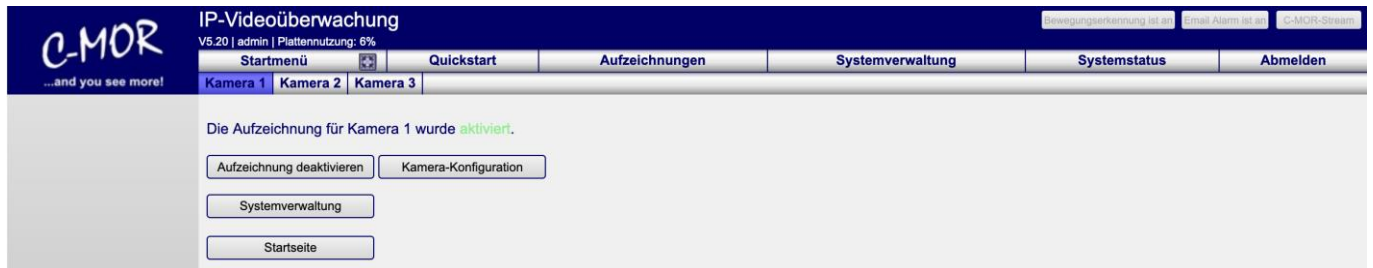 C-MOR
...and you see more!
IP-Videoüberwachung
V5.20 | admin | Plattennutzung: 6%
Bewegungserkennung ist an Email Alarm ist an C-MOR-Stream
Startmenü Quickstart Aufzeichnungen Systemverwaltung Systemstatus Abmelden
Kamera 1 Kamera 2 Kamera 3
Die Aufzeichnung für Kamera 1 wurde aktiviert.
Aufzeichnung deaktivieren Kamera-Konfiguration
Systemverwaltung
Startseite